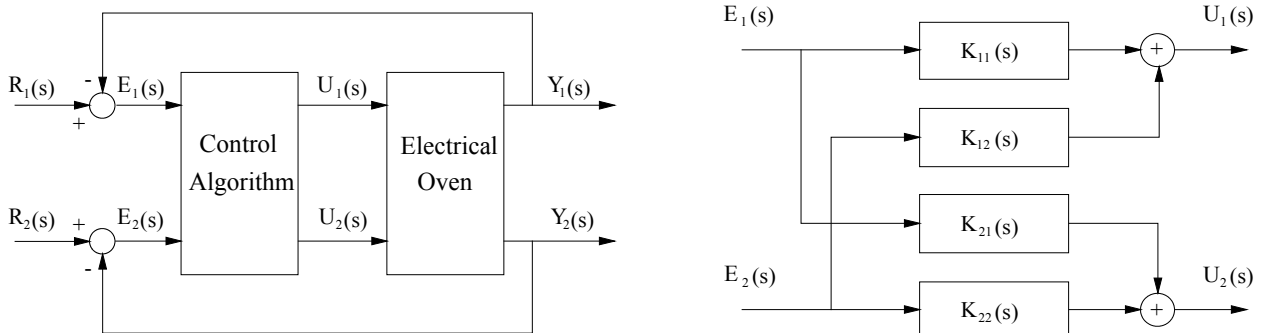 R₁(s)
-
+
E₁(s)
U₁(s)
Y₁(s)
Control
Algorithm
Electrical
Oven
R₂(s)
+
-
E₂(s)
U₂(s)
Y₂(s)
E₁(s)
K₁₁(s)
+
U₁(s)
K₁₂(s)
K₂₁(s)
E₂(s)
K₂₂(s)
+
U₂(s)